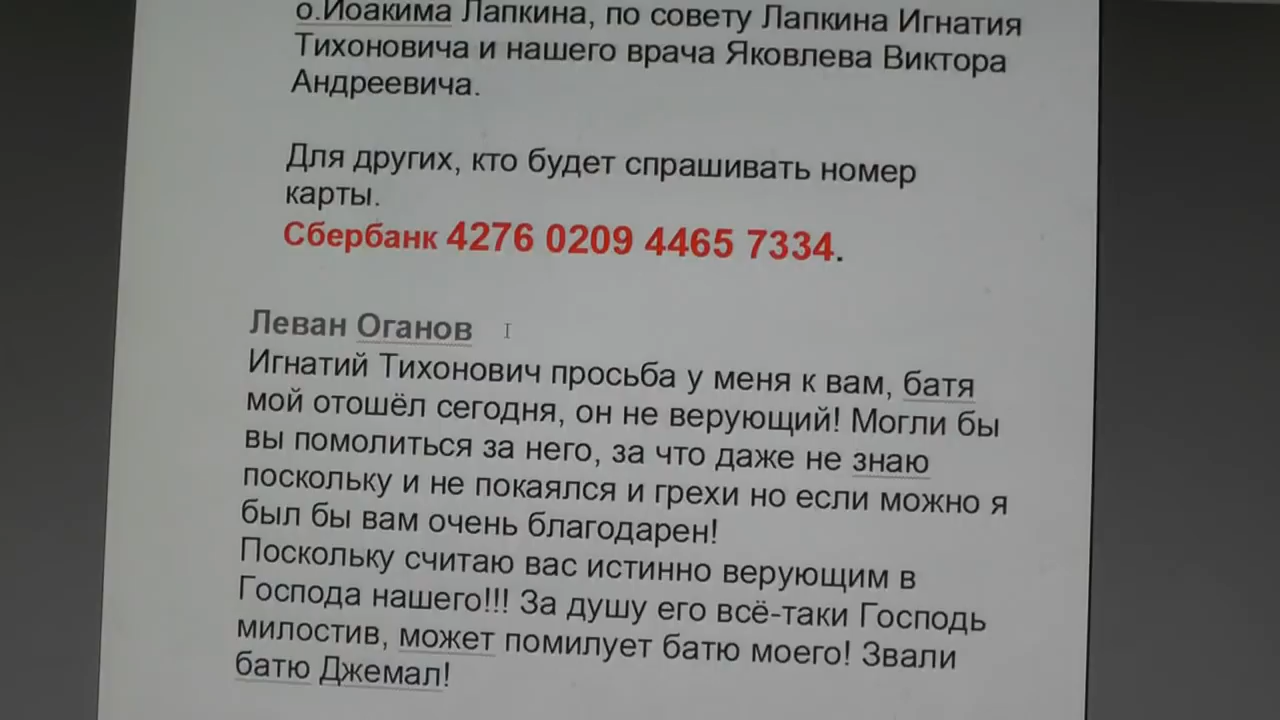 о.Иоакима Лапкина, по совету Лапкина Игнатия
Тихоновича и нашего врача Яковлева Виктора
Андреевича.
Для других, кто будет спрашивать номер
карты.
Сбербанк 4276 0209 4465 7334.
Леван Оганов
Игнатий Тихонович просьба у меня к вам, батя
мой отошёл сегодня, он не верующий! Могли бы
вы помолиться за него, за что даже не знаю
поскольку и не покаялся и грехи но если можно я
был бы вам очень благодарен!
Поскольку считаю вас истинно верующим в
Господа нашего!!! За душу его всё-таки Господь
милостив, может помилует батю моего! Звали
батю Джемал!